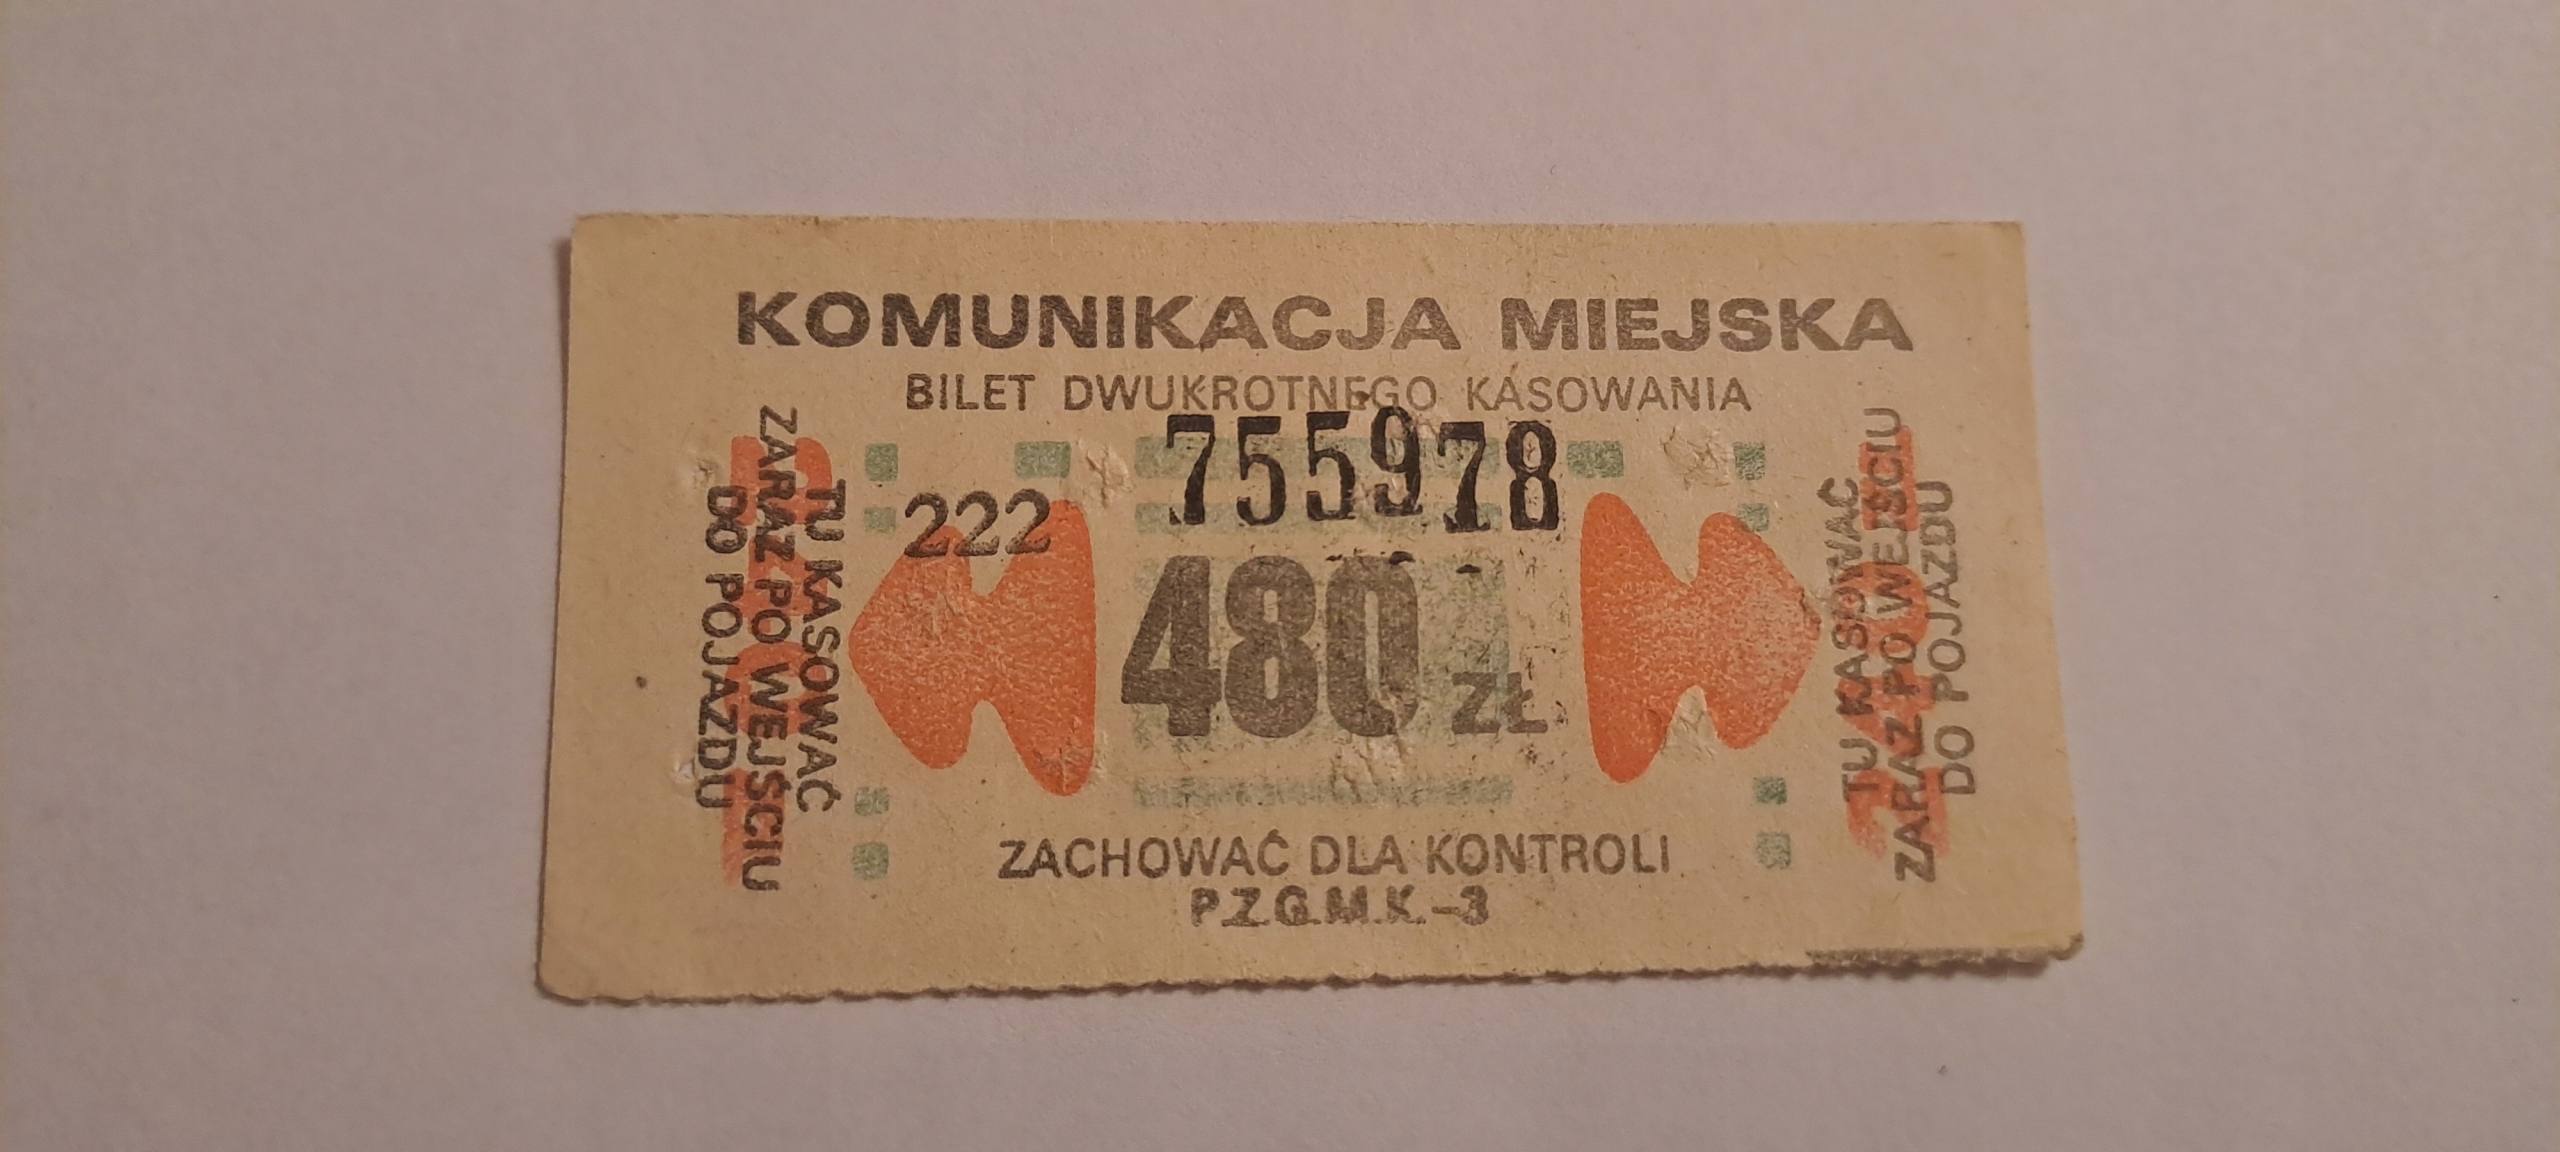 KOMUNIKACJA MIEJSKA
BILET DWUKROTNEGO KASOWANIA
755978
222
480 ZŁ
TU KASOWAĆ
ZARAZ PO WEJŚCIU
DO POJAZDU
TU KASOWAĆ
ZARAZ PO WEJŚCIU
DO POJAZDU
ZACHOWAĆ DLA KONTROLI
P.Z.G.M.K.-3